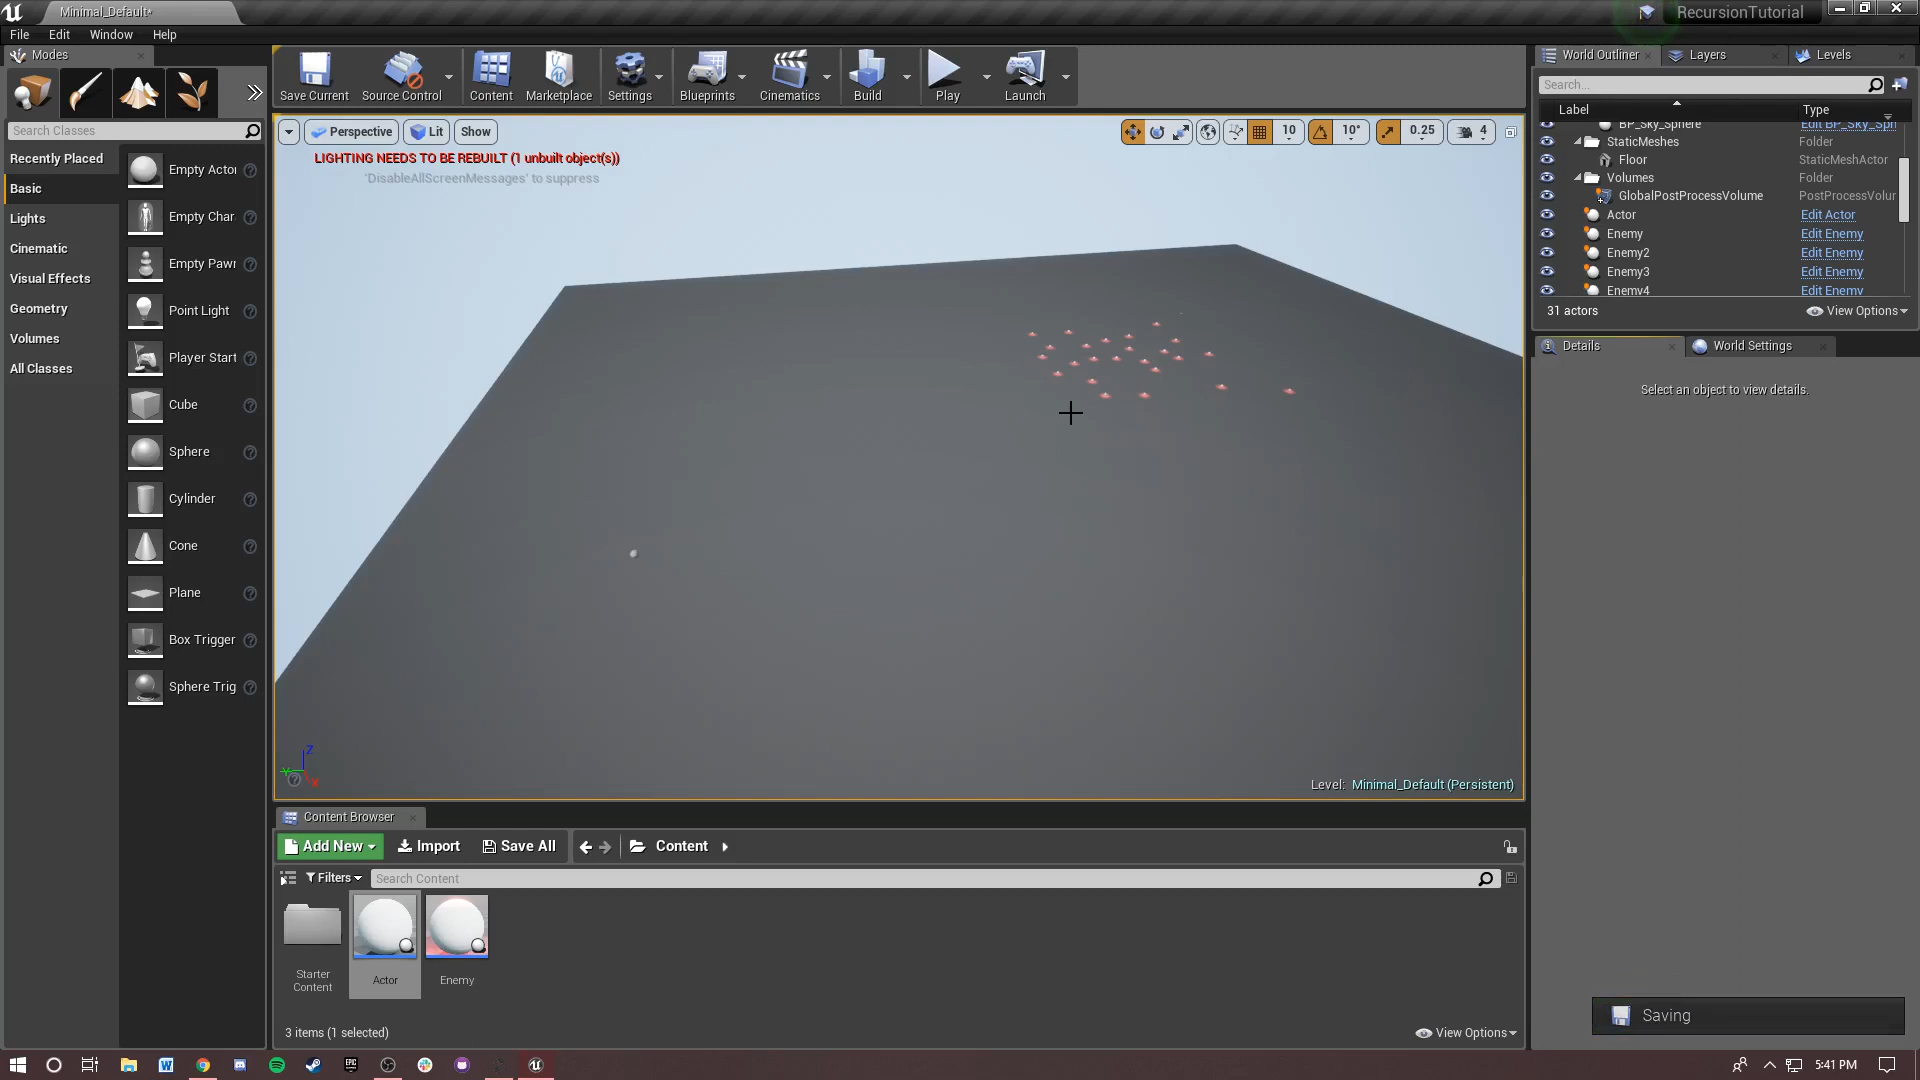 Minimal_Default*
RecursionTutorial
File Edit Window Help
Modes
Save Current
Source Control
Content
Marketplace
Settings
Blueprints
Cinematics
Build
Play
Launch
World Outliner
Layers
Levels
Search...
Label
Type
BP_Sky_Sphere Edit BP_Sky_Sph
StaticMeshes Folder
Floor StaticMeshActor
Volumes Folder
GlobalPostProcessVolume PostProcessVolur
Actor Edit Actor
Enemy Edit Enemy
Enemy2 Edit Enemy
Enemy3 Edit Enemy
Enemy4 Edit Enemy
31 actors
View Options
Details
World Settings
Select an object to view details.
Search Classes
Recently Placed
Basic
Lights
Cinematic
Visual Effects
Geometry
Volumes
All Classes
Empty Actor
Empty Char
Empty Pawn
Point Light
Player Start
Cube
Sphere
Cylinder
Cone
Plane
Box Trigger
Sphere Trig
Perspective
Lit
Show
10
10°
0.25
4
LIGHTING NEEDS TO BE REBUILT (1 unbuilt object(s))
'DisableAllScreenMessages' to suppress
Z
Y
X
Level: Minimal_Default (Persistent)
Content Browser
Add New
Import
Save All
Content
Filters
Search Content
Starter
Content
Actor
Enemy
3 items (1 selected)
View Options
Saving
5:41 PM